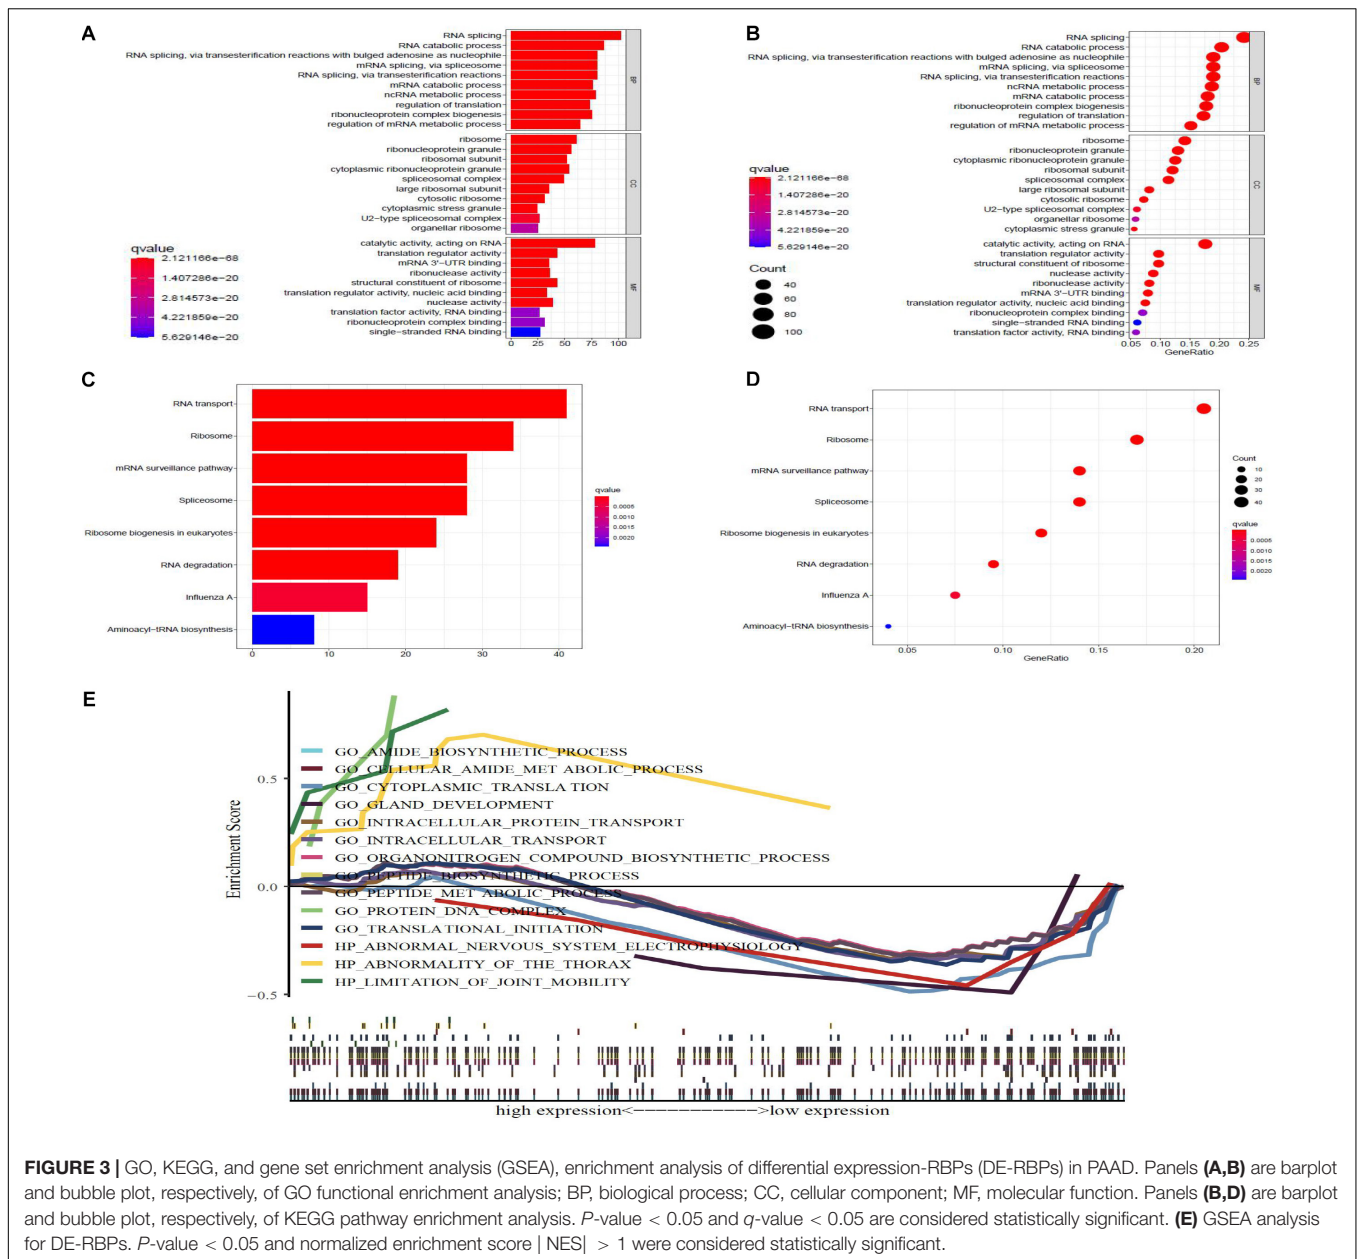 A
RNA splicing
RNA catabolic process
RNA splicing, via transesterification reactions with bulged adenosine as nucleophile
mRNA splicing, via spliceosome
RNA splicing, via transesterification reactions
mRNA catabolic process
ncRNA metabolic process
regulation of translation
ribonucleoprotein complex biogenesis
regulation of mRNA metabolic process
BP
ribosome
ribonucleoprotein granule
ribosomal subunit
cytoplasmic ribonucleoprotein granule
spliceosomal complex
large ribosomal subunit
cytosolic ribosome
cytoplasmic stress granule
U2−type spliceosomal complex
organellar ribosome
CC
catalytic activity, acting on RNA
translation regulator activity
mRNA 3'−UTR binding
ribonuclease activity
structural constituent of ribosome
translation regulator activity, nucleic acid binding
nuclease activity
translation factor activity, RNA binding
ribonucleoprotein complex binding
single−stranded RNA binding
MF
0 25 50 75 100
qvalue
2.121166e−68
1.407286e−20
2.814573e−20
4.221859e−20
5.629146e−20
B
RNA splicing
RNA catabolic process
RNA splicing, via transesterification reactions with bulged adenosine as nucleophile
mRNA splicing, via spliceosome
RNA splicing, via transesterification reactions
ncRNA metabolic process
mRNA catabolic process
ribonucleoprotein complex biogenesis
regulation of translation
regulation of mRNA metabolic process
BP
ribosome
ribonucleoprotein granule
cytoplasmic ribonucleoprotein granule
ribosomal subunit
spliceosomal complex
large ribosomal subunit
cytosolic ribosome
U2−type spliceosomal complex
organellar ribosome
cytoplasmic stress granule
CC
catalytic activity, acting on RNA
translation regulator activity
structural constituent of ribosome
nuclease activity
ribonuclease activity
mRNA 3'−UTR binding
translation regulator activity, nucleic acid binding
ribonucleoprotein complex binding
single−stranded RNA binding
translation factor activity, RNA binding
MF
0.05 0.10 0.15 0.20 0.25
GeneRatio
qvalue
2.121166e−68
1.407286e−20
2.814573e−20
4.221859e−20
5.629146e−20
Count
40
60
80
100
C
RNA transport
Ribosome
mRNA surveillance pathway
Spliceosome
Ribosome biogenesis in eukaryotes
RNA degradation
Influenza A
Aminoacyl−tRNA biosynthesis
0 10 20 30 40
qvalue
0.0005
0.0010
0.0015
0.0020
D
RNA transport
Ribosome
mRNA surveillance pathway
Spliceosome
Ribosome biogenesis in eukaryotes
RNA degradation
Influenza A
Aminoacyl−tRNA biosynthesis
0.05 0.10 0.15 0.20
GeneRatio
Count
10
20
30
40
qvalue
0.0005
0.0010
0.0015
0.0020
E
Enrichment Score
0.5
0.0
−0.5
GO_AMIDE_BIOSYNTHETIC_PROCESS
GO_CELLULAR_AMIDE_MET ABOLIC_PROCESS
GO_CYTOPLASMIC_TRANSLA TION
GO_GLAND_DEVELOPMENT
GO_INTRACELLULAR_PROTEIN_TRANSPORT
GO_INTRACELLULAR_TRANSPORT
GO_ORGANONITROGEN_COMPOUND_BIOSYNTHETIC_PROCESS
GO_PEPTIDE_BIOSYNTHETIC_PROCESS
GO_PEPTIDE_MET ABOLIC_PROCESS
GO_PROTEIN_DNA_COMPLEX
GO_TRANSLATIONAL_INITIATION
HP_ABNORMAL_NERVOUS_SYSTEM_ELECTROPHYSIOLOGY
HP_ABNORMALITY_OF_THE_THORAX
HP_LIMITATION_OF_JOINT_MOBILITY
high expression<−−−−−−−−−−−>low expression
FIGURE 3 | GO, KEGG, and gene set enrichment analysis (GSEA), enrichment analysis of differential expression-RBPs (DE-RBPs) in PAAD. Panels (A,B) are barplot
and bubble plot, respectively, of GO functional enrichment analysis; BP, biological process; CC, cellular component; MF, molecular function. Panels (B,D) are barplot
and bubble plot, respectively, of KEGG pathway enrichment analysis. P-value < 0.05 and q-value < 0.05 are considered statistically significant. (E) GSEA analysis
for DE-RBPs. P-value < 0.05 and normalized enrichment score | NES| > 1 were considered statistically significant.